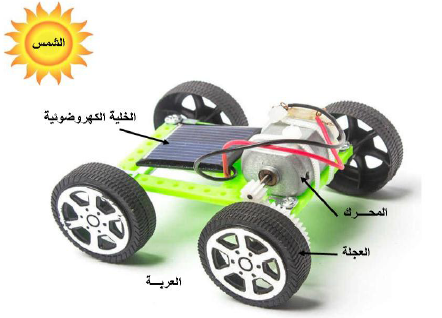 الشمس
الخلية الكهروضوئية
المحـــرك
العجلة
العربـــة